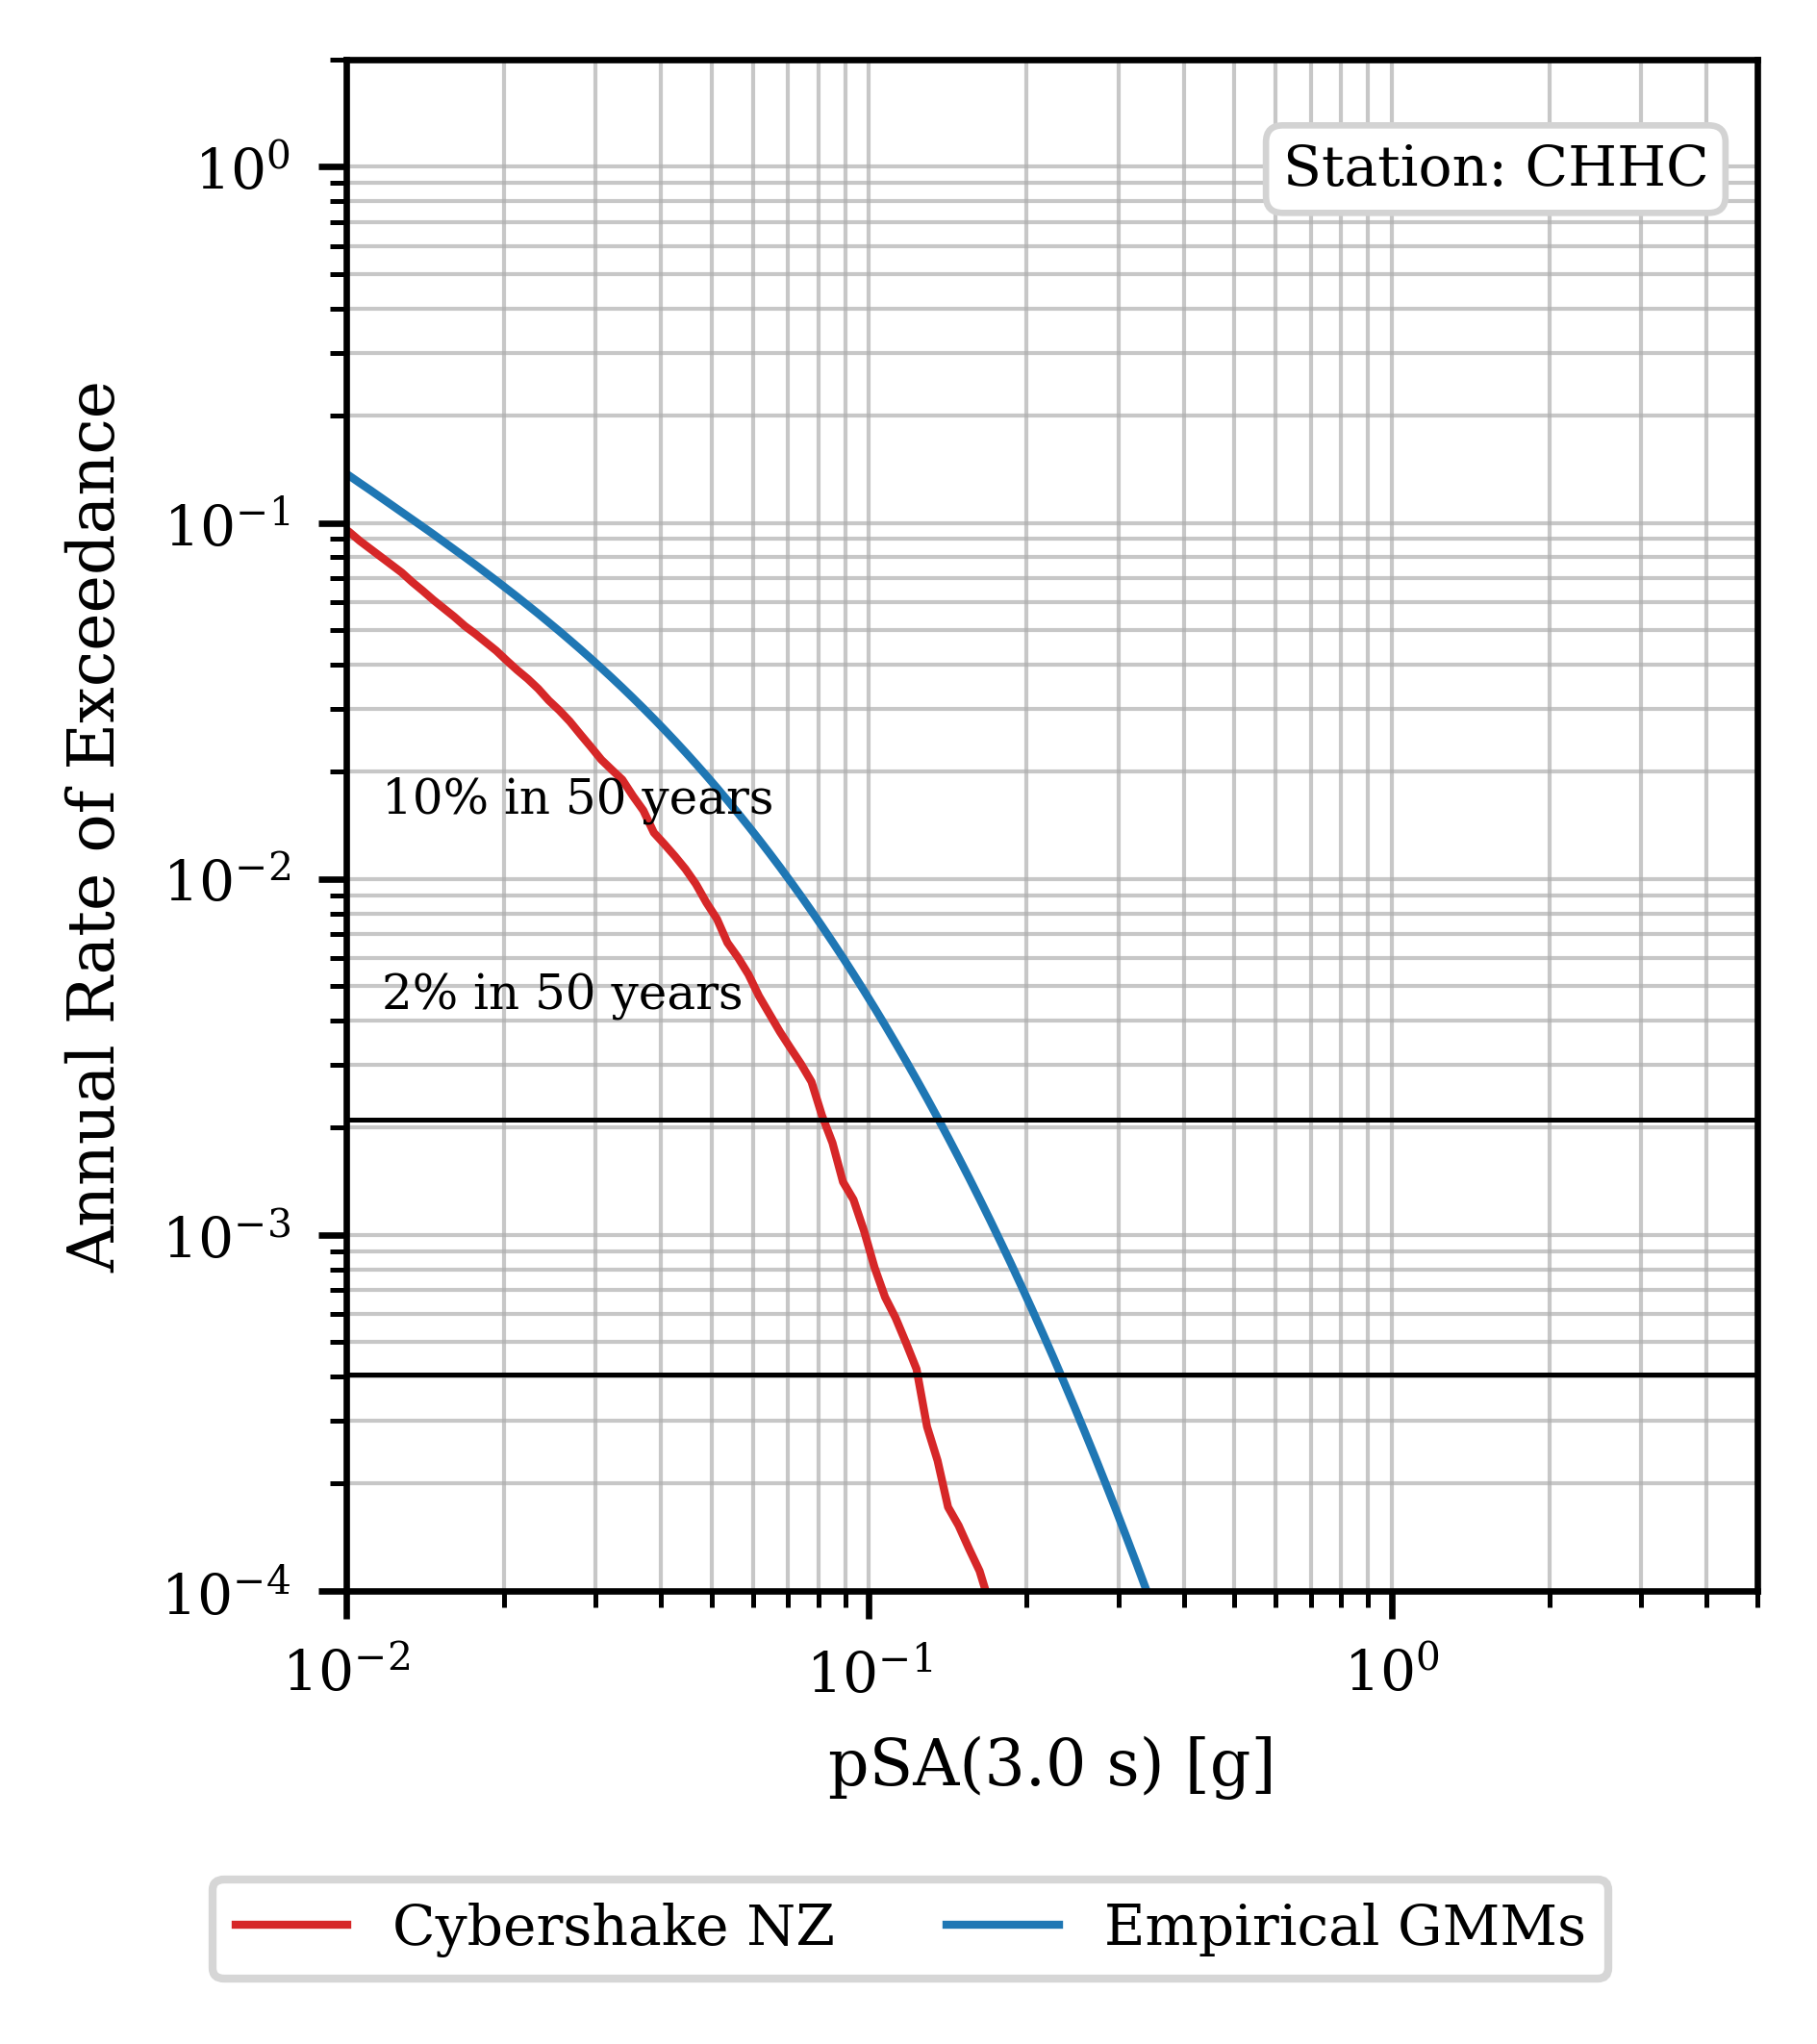 Station: CHHC
10⁰
10⁻¹
10⁻²
10⁻³
10⁻⁴
Annual Rate of Exceedance
10% in 50 years
2% in 50 years
10⁻²
10⁻¹
10⁰
pSA(3.0 s) [g]
Cybershake NZ
Empirical GMMs